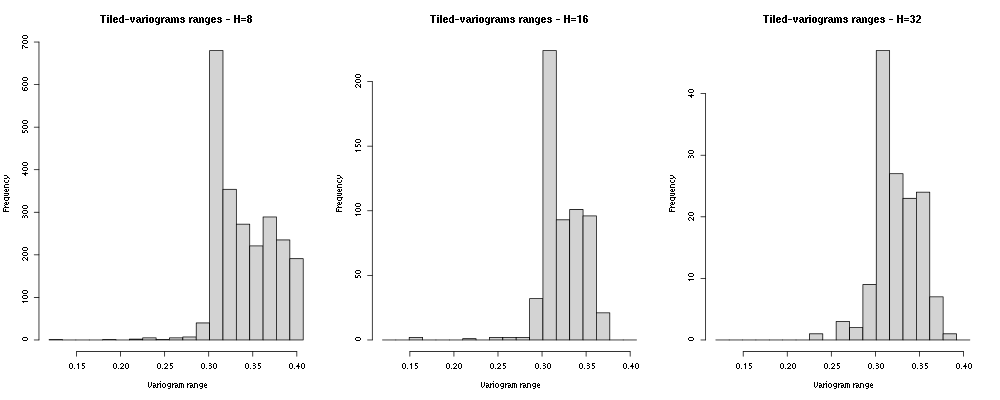 Tiled-variograms ranges - H=8
Frequency
0 100 200 300 400 500 600 700
0.15 0.20 0.25 0.30 0.35 0.40
Variogram range
Tiled-variograms ranges - H=16
Frequency
0 50 100 150 200
0.15 0.20 0.25 0.30 0.35 0.40
Variogram range
Tiled-variograms ranges - H=32
Frequency
0 10 20 30 40
0.15 0.20 0.25 0.30 0.35 0.40
Variogram range